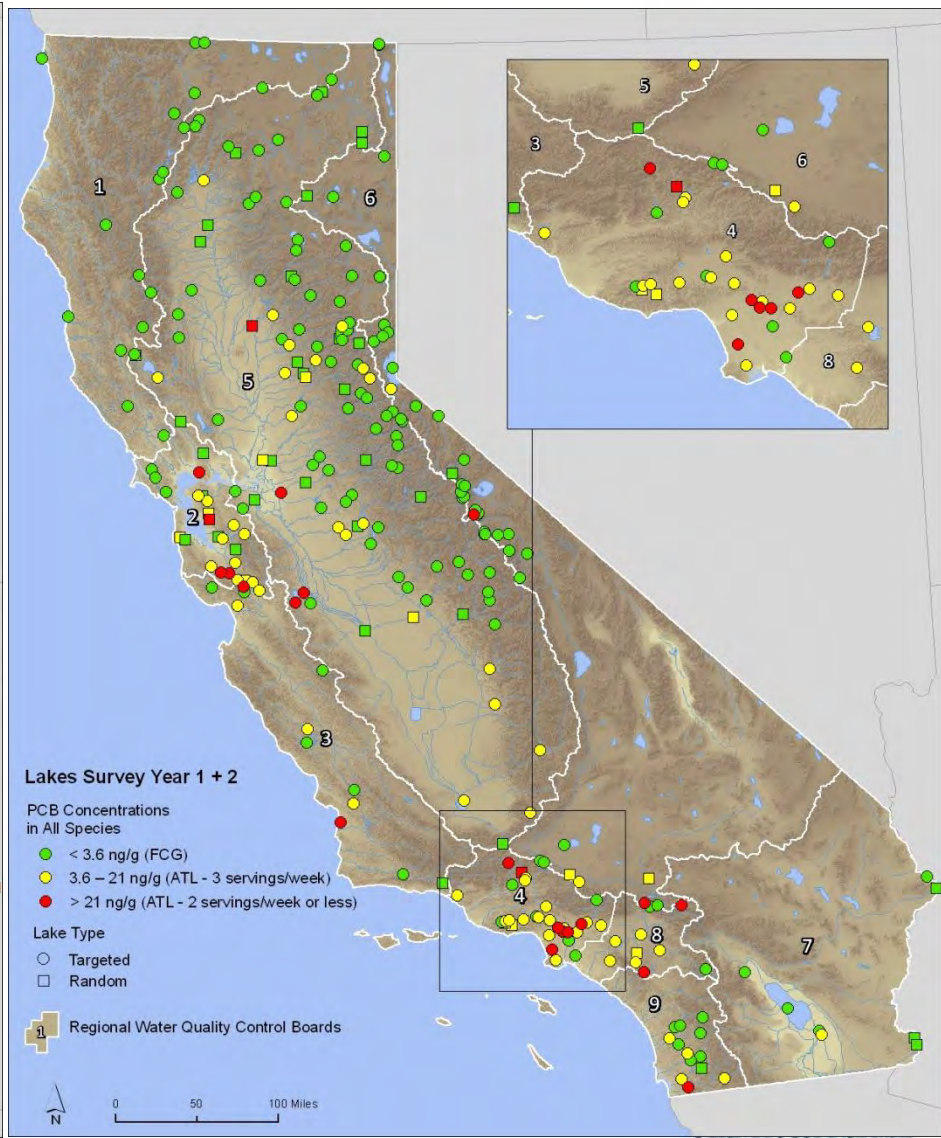 1
6
5
2
3
4
8
7
9
5
3
6
4
8
Lakes Survey Year 1 + 2
PCB Concentrations
in All Species
< 3.6 ng/g (FCG)
3.6 – 21 ng/g (ATL - 3 servings/week)
> 21 ng/g (ATL - 2 servings/week or less)
Lake Type
Targeted
Random
1 Regional Water Quality Control Boards
N
0 50 100 Miles